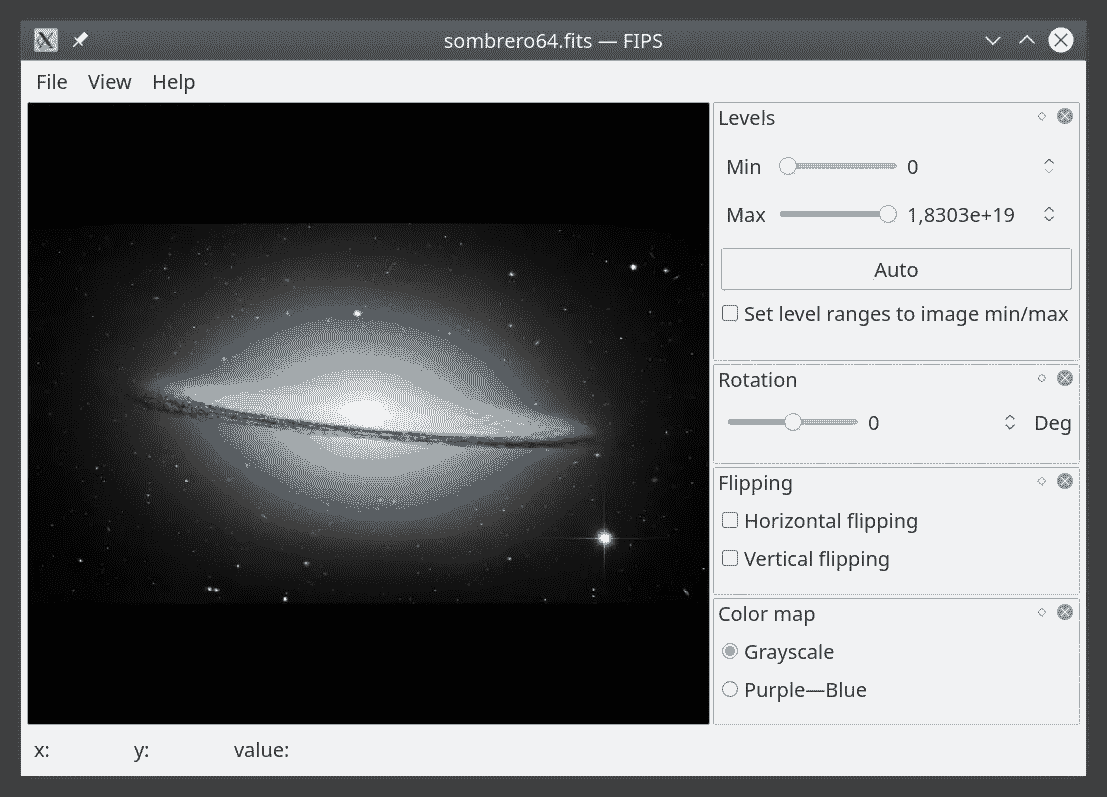 sombrero64.fits — FIPS
File View Help
Levels
Min 0
Max 1,8303e+19
Auto
Set level ranges to image min/max
Rotation
0 Deg
Flipping
Horizontal flipping
Vertical flipping
Color map
Grayscale
Purple—Blue
x: y: value: